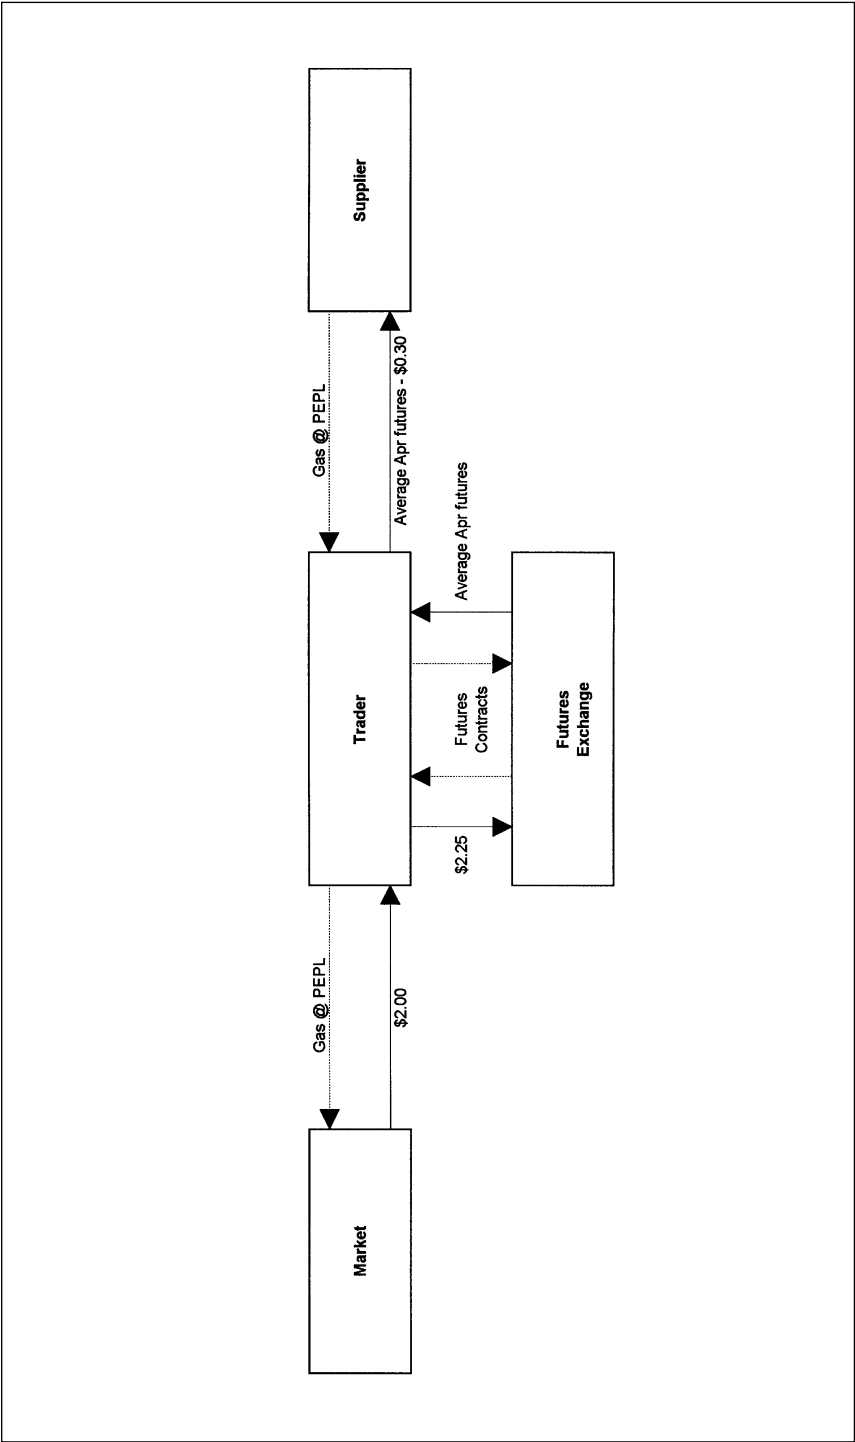 Market
Gas @ PEPL
$2.00
Trader
Gas @ PEPL
Average Apr futures - $0.30
Supplier
$2.25
Futures
Contracts
Average Apr futures
Futures
Exchange